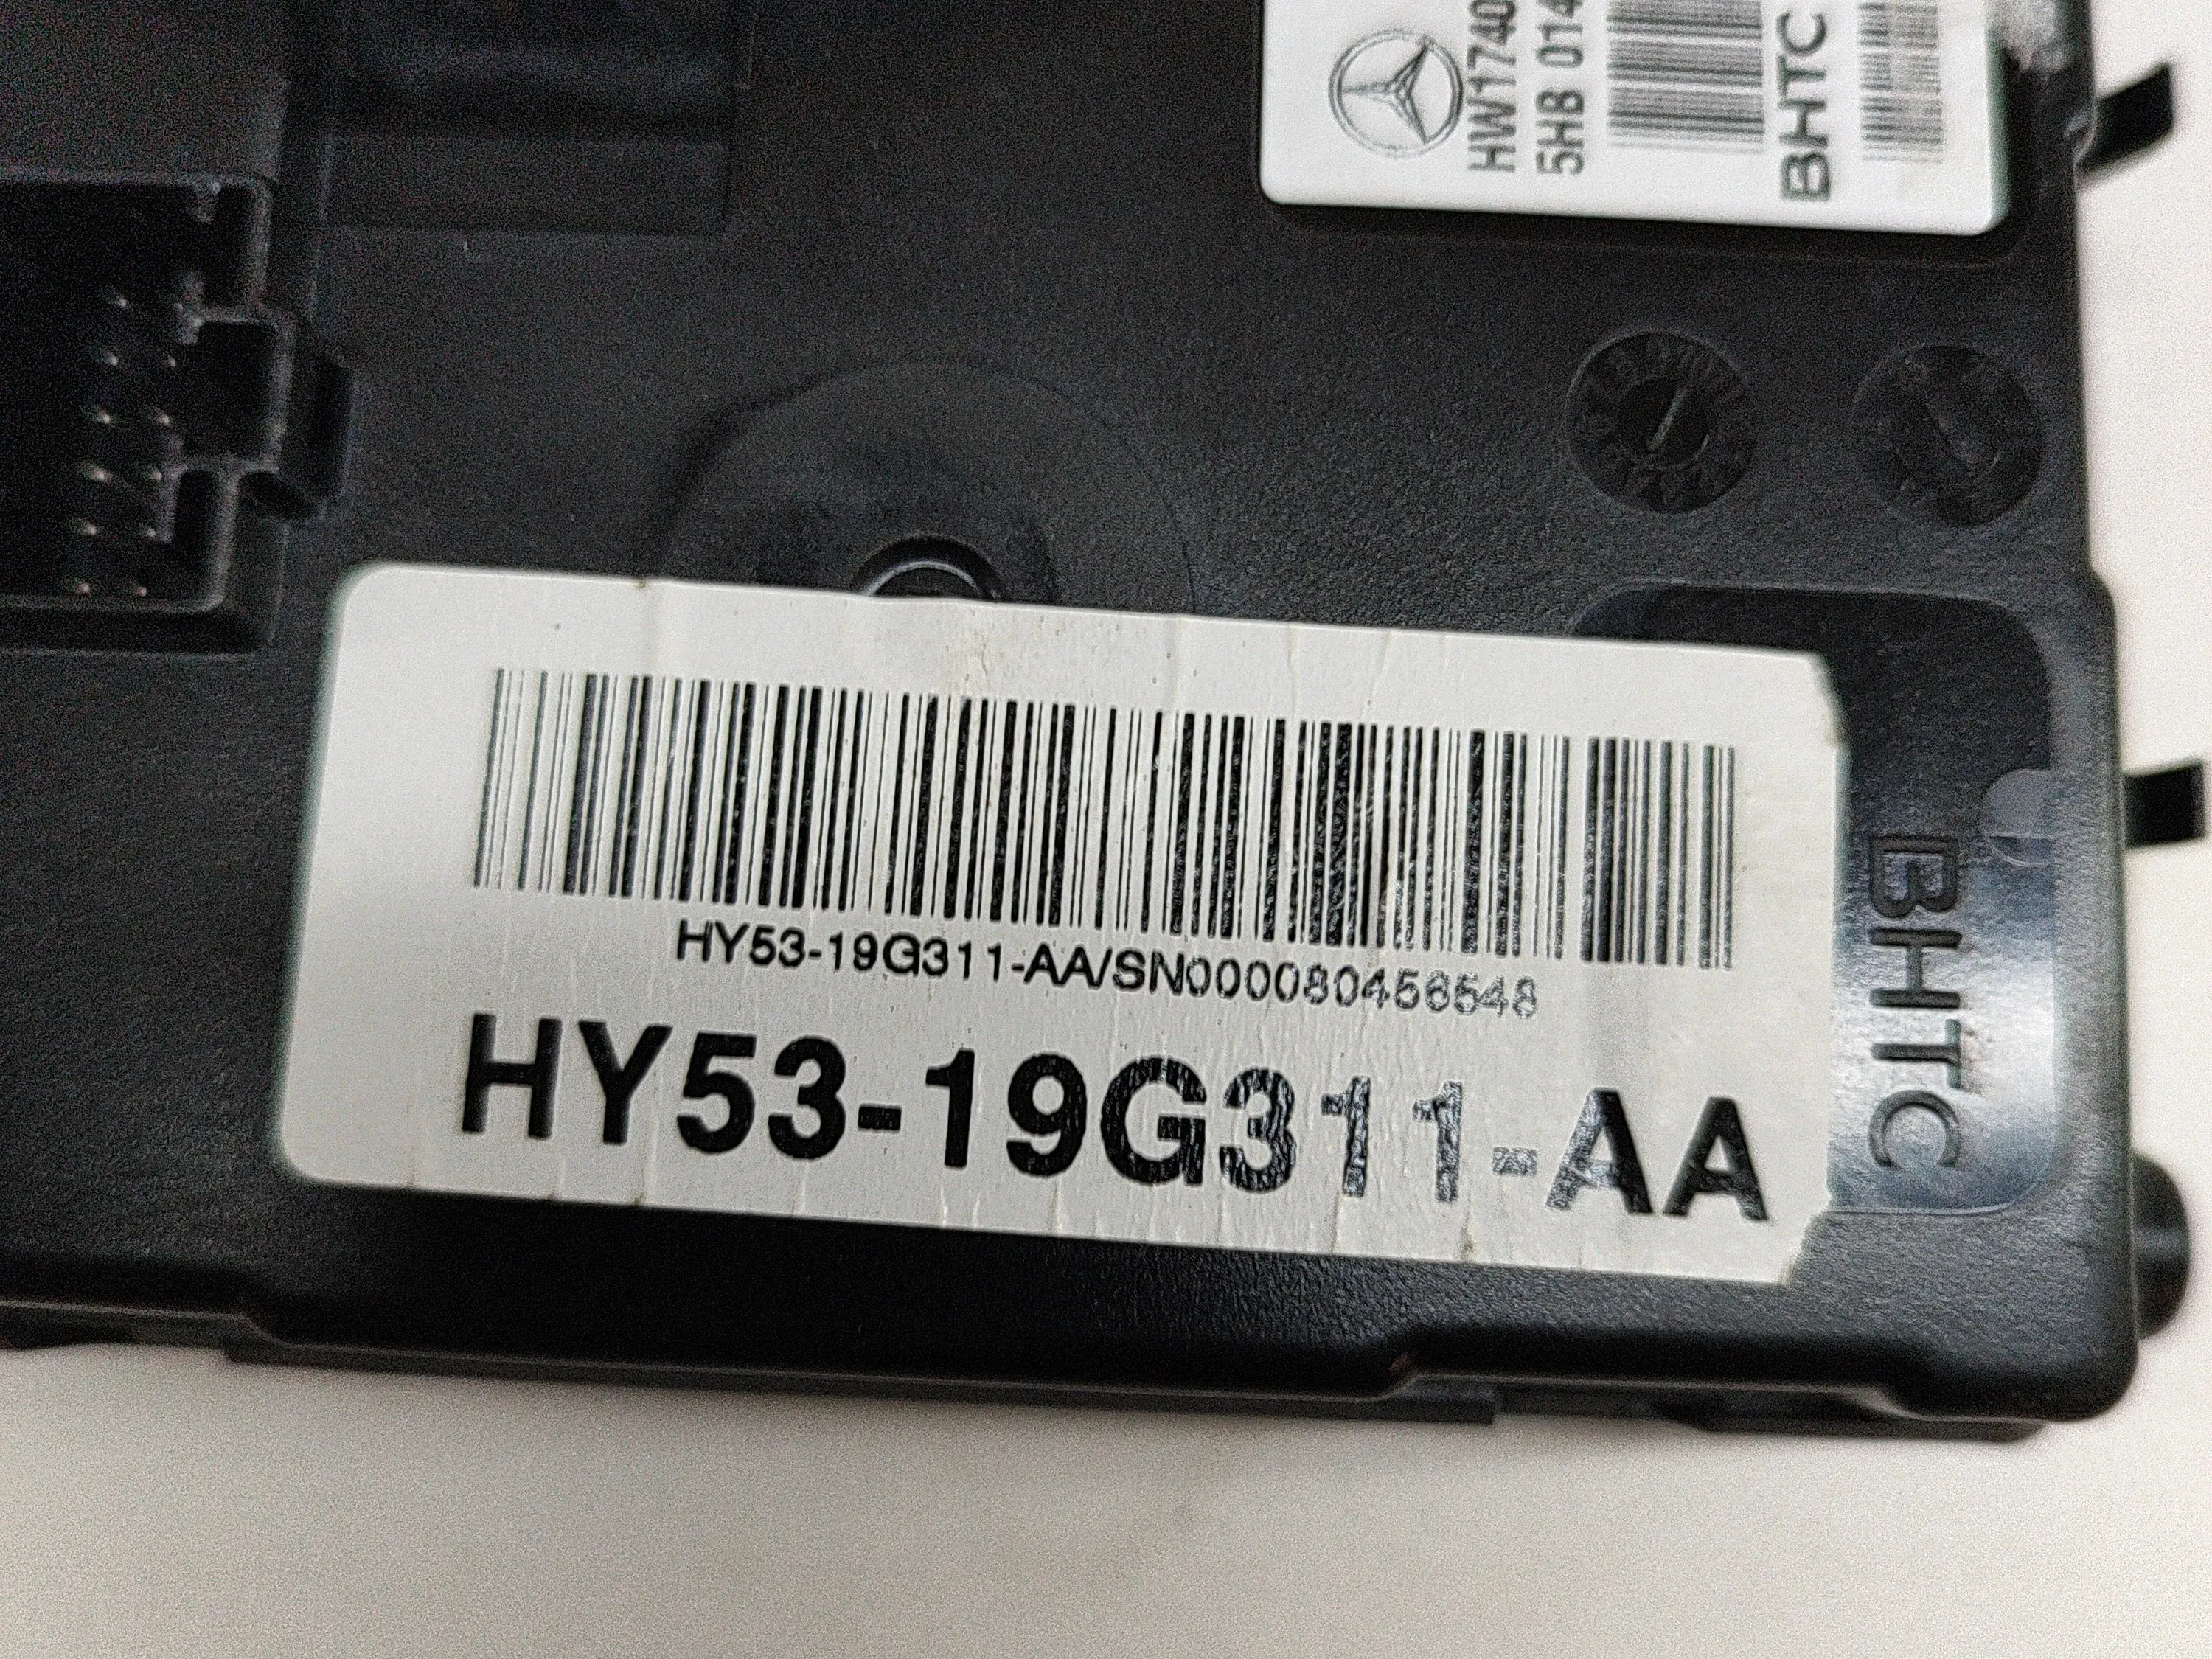 HW1740
5HB 014
BHTC
HY53-19G311-AA/SN000080456548
HY53-19G311-AA
BHTC